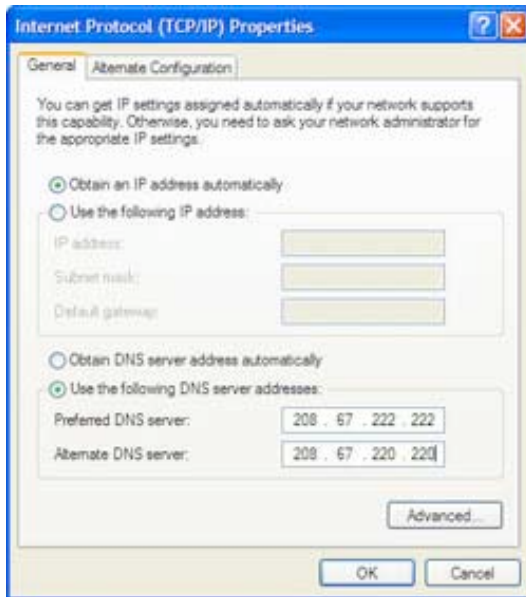 Internet Protocol (TCP/IP) Properties
General
Alternate Configuration
You can get IP settings assigned automatically if your network supports
this capability. Otherwise, you need to ask your network administrator for
the appropriate IP settings.
Obtain an IP address automatically
Use the following IP address:
IP address:
Subnet mask:
Default gateway:
Obtain DNS server address automatically
Use the following DNS server addresses:
Preferred DNS server: 208 . 67 . 222 . 222
Alternate DNS server: 208 . 67 . 220 . 220
Advanced...
OK Cancel